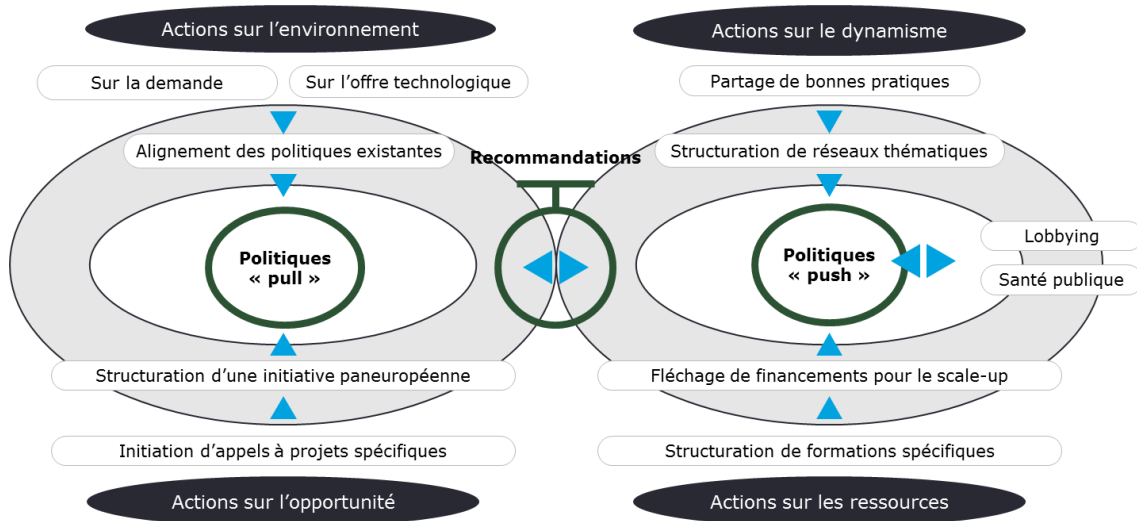 Actions sur l’environnement
Actions sur le dynamisme
Sur la demande
Sur l’offre technologique
Partage de bonnes pratiques
Alignement des politiques existantes
Recommandations
Structuration de réseaux thématiques
Politiques
« pull »
Politiques
« push »
Lobbying
Santé publique
Structuration d’une initiative paneuropéenne
Fléchage de financements pour le scale-up
Initiation d’appels à projets spécifiques
Structuration de formations spécifiques
Actions sur l’opportunité
Actions sur les ressources